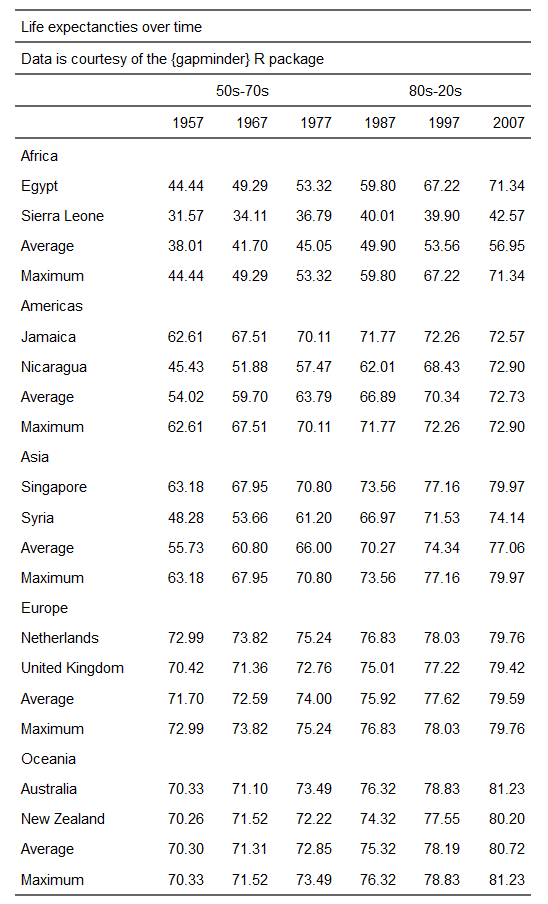 Life expectancies over time
Data is courtesy of the {gapminder} R package
50s-70s 80s-20s
1957 1967 1977 1987 1997 2007
Africa
Egypt 44.44 49.29 53.32 59.80 67.22 71.34
Sierra Leone 31.57 34.11 36.79 40.01 39.90 42.57
Average 38.01 41.70 45.05 49.90 53.56 56.95
Maximum 44.44 49.29 53.32 59.80 67.22 71.34
Americas
Jamaica 62.61 67.51 70.11 71.77 72.26 72.57
Nicaragua 45.43 51.88 57.47 62.01 68.43 72.90
Average 54.02 59.70 63.79 66.89 70.34 72.73
Maximum 62.61 67.51 70.11 71.77 72.26 72.90
Asia
Singapore 63.18 67.95 70.80 73.56 77.16 79.97
Syria 48.28 53.66 61.20 66.97 71.53 74.14
Average 55.73 60.80 66.00 70.27 74.34 77.06
Maximum 63.18 67.95 70.80 73.56 77.16 79.97
Europe
Netherlands 72.99 73.82 75.24 76.83 78.03 79.76
United Kingdom 70.42 71.36 72.76 75.01 77.22 79.42
Average 71.70 72.59 74.00 75.92 77.62 79.59
Maximum 72.99 73.82 75.24 76.83 78.03 79.76
Oceania
Australia 70.33 71.10 73.49 76.32 78.83 81.23
New Zealand 70.26 71.52 72.22 74.32 77.55 80.20
Average 70.30 71.31 72.85 75.32 78.19 80.72
Maximum 70.33 71.52 73.49 76.32 78.83 81.23